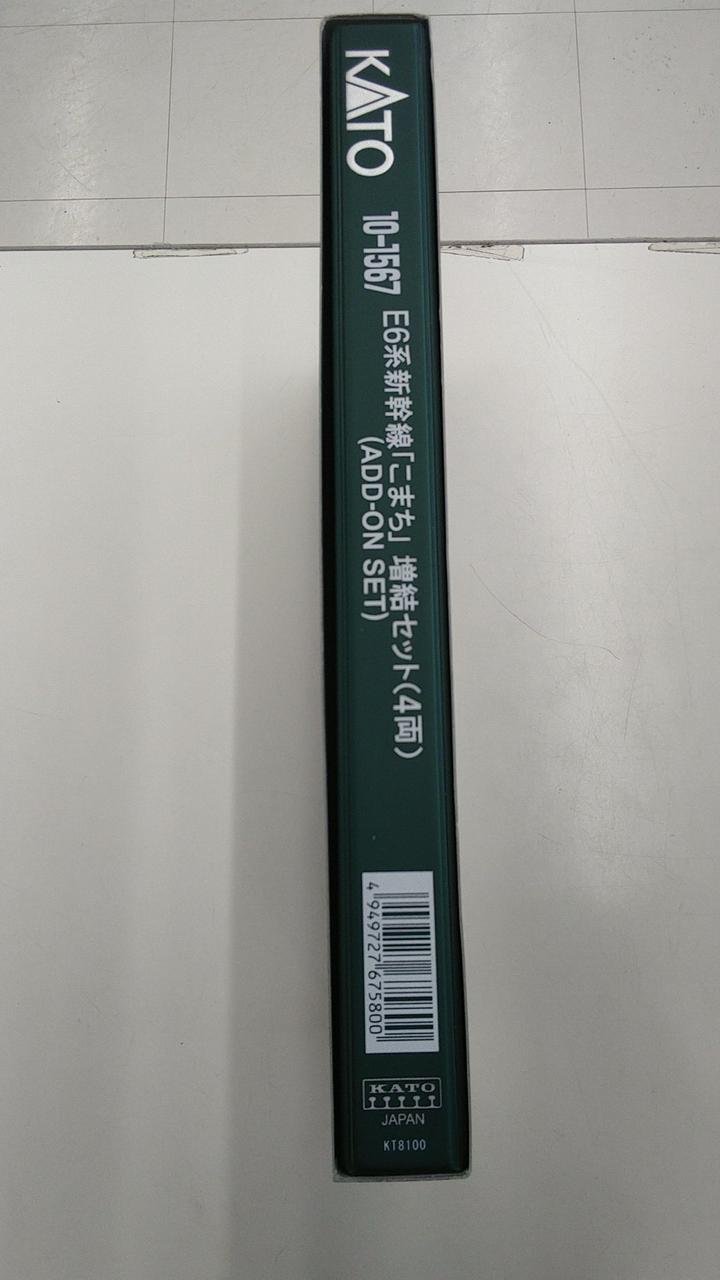 KATO
10-1567
E6系新幹線「こまち」 増結セット(4両)
(ADD-ON SET)
4 949727 675800
KATO
JAPAN
KT8100